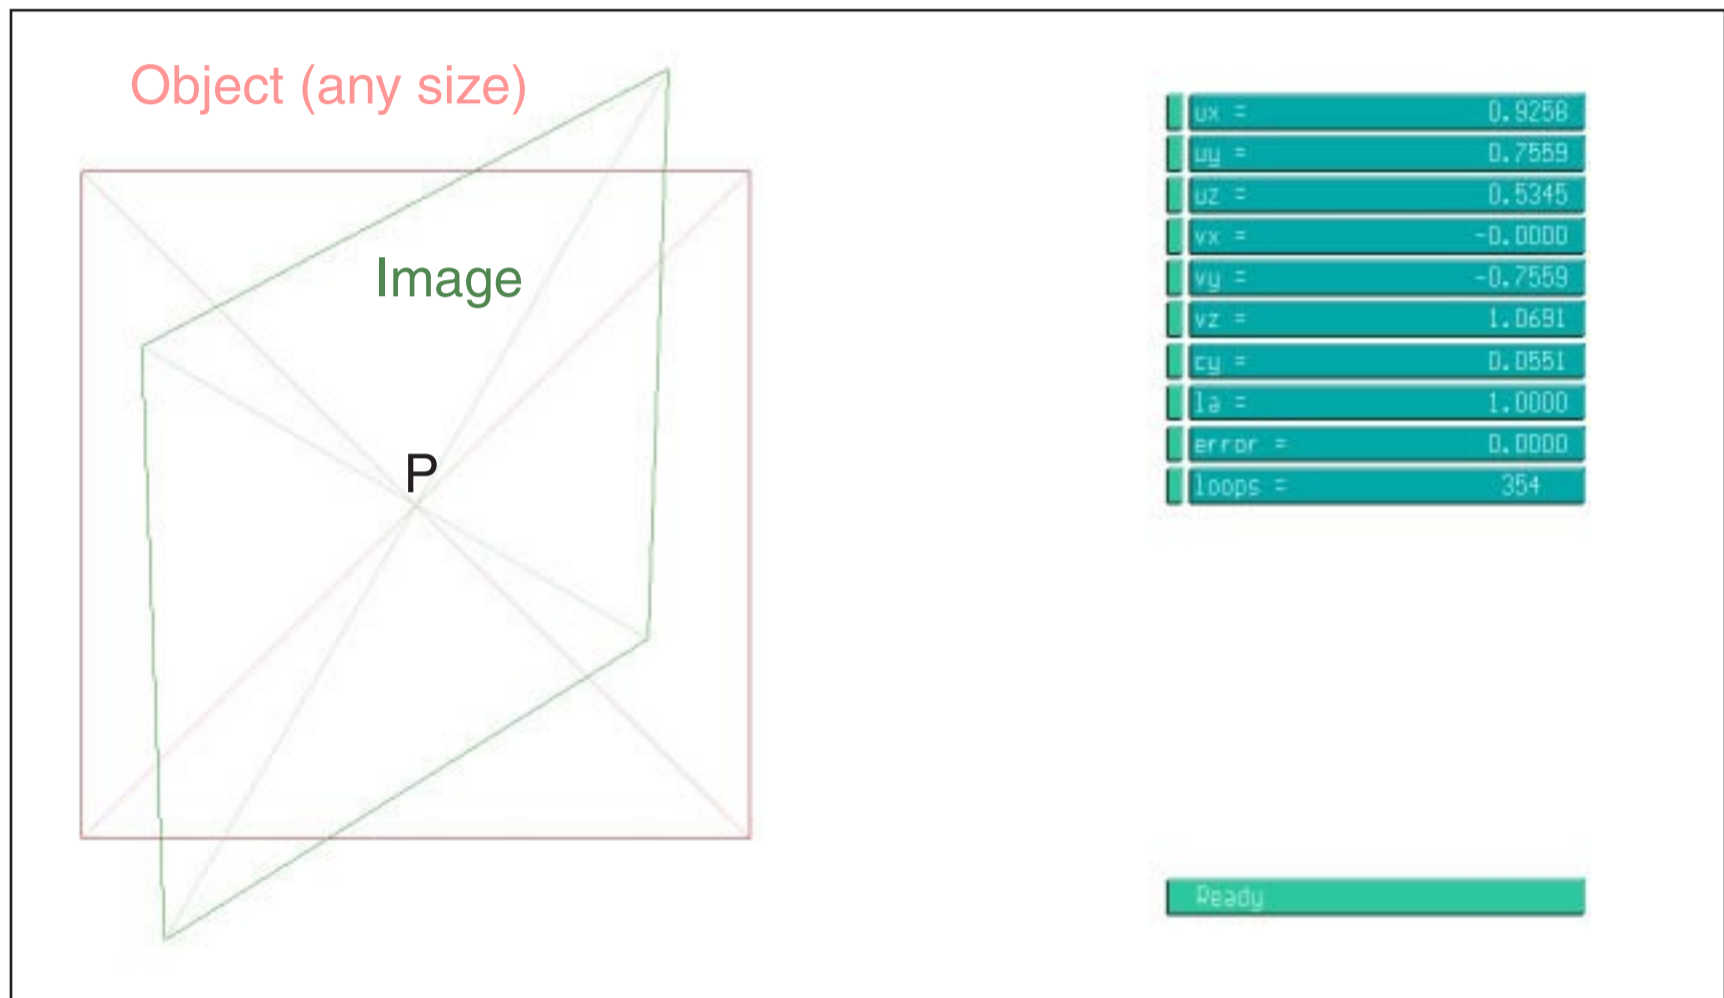 Object (any size)
Image
P
ux = 0.9258
uy = 0.7559
uz = 0.5345
vx = -0.0000
vy = -0.7559
vz = 1.0691
cy = 0.0551
la = 1.0000
error = 0.0000
loops = 354
Ready